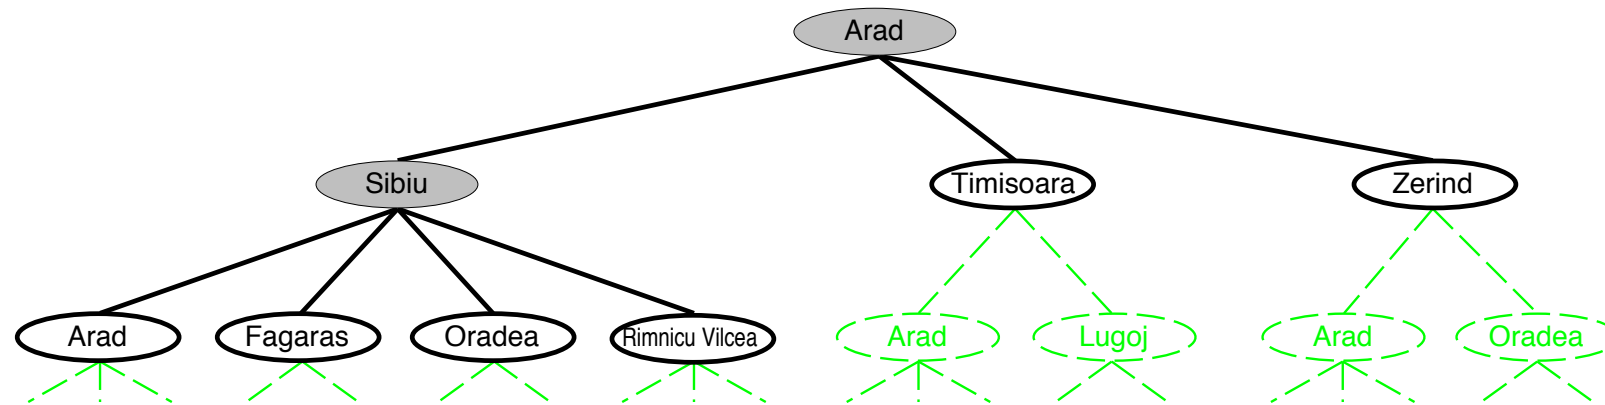 Arad
Sibiu
Timisoara
Zerind
Arad
Fagaras
Oradea
Rimnicu Vilcea
Arad
Lugoj
Arad
Oradea